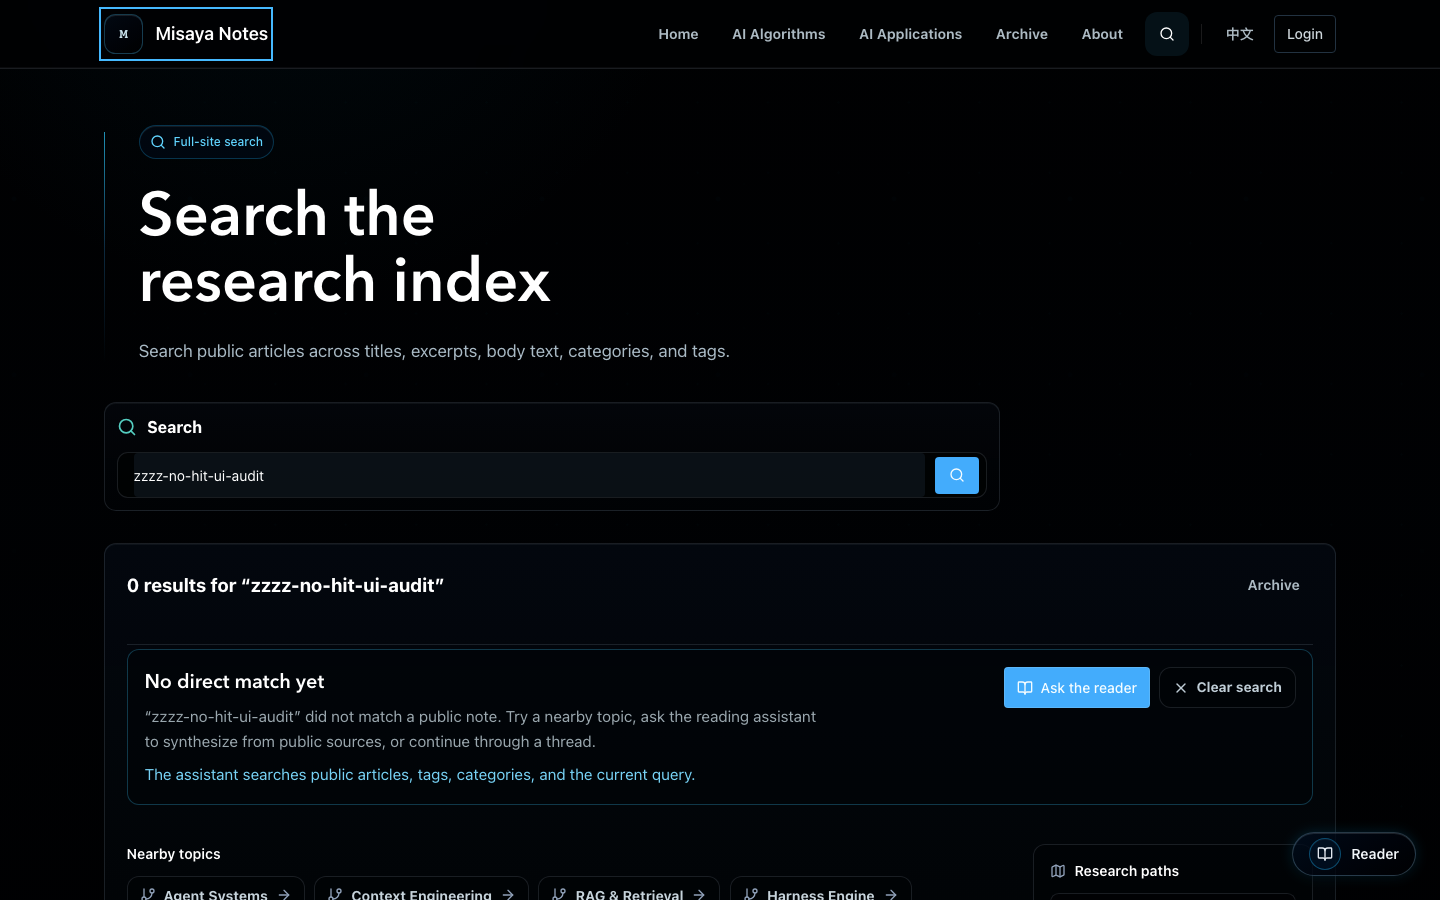 M Misaya Notes
Home AI Algorithms AI Applications Archive About 中文 Login
Full-site search
Search the
research index
Search public articles across titles, excerpts, body text, categories, and tags.
Search
zzzz-no-hit-ui-audit
0 results for “zzzz-no-hit-ui-audit” Archive
No direct match yet
Ask the reader Clear search
“zzzz-no-hit-ui-audit” did not match a public note. Try a nearby topic, ask the reading assistant
to synthesize from public sources, or continue through a thread.
The assistant searches public articles, tags, categories, and the current query.
Nearby topics
Research paths
Reader
Agent Systems Context Engineering RAG & Retrieval Harness Engine